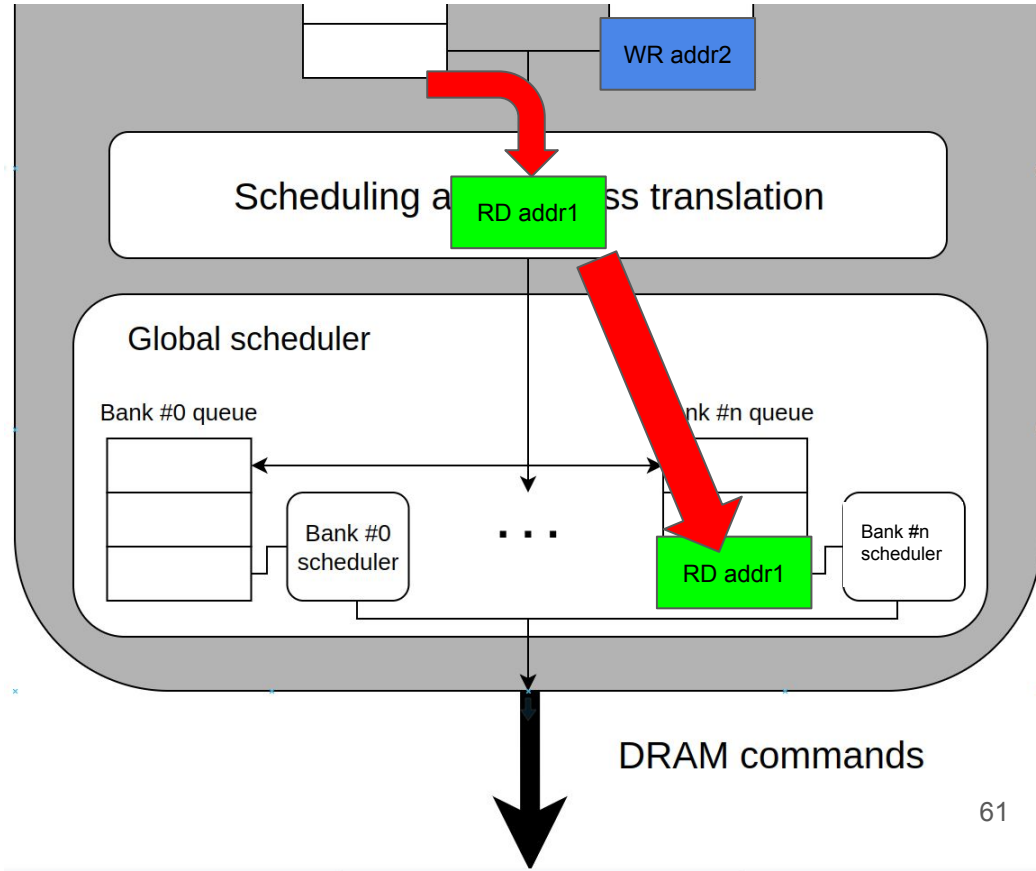 WR addr2
Scheduling a
RD addr1
ss translation
Global scheduler
Bank #0 queue
nk #n queue
Bank #0
scheduler
. . .
Bank #n
scheduler
RD addr1
DRAM commands
61